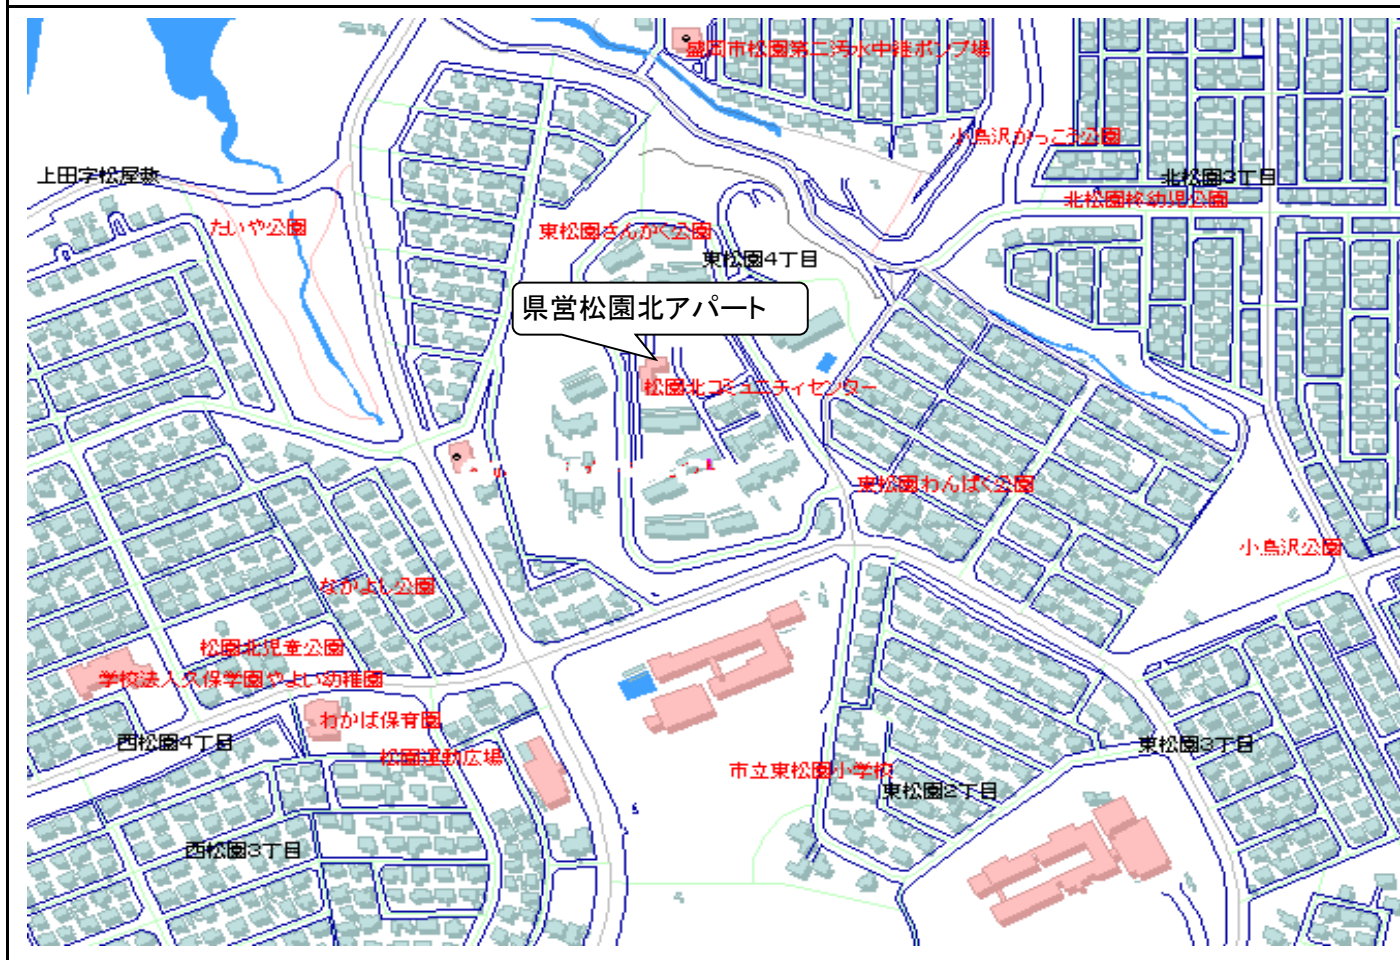 盛岡市松園第二汚水中継ポンプ場
小鳥沢かっこう公園
上田字松屋敷
北松園3丁目
北松園柊幼児公園
たいや公園
東松園さんかく公園
東松園4丁目
県営松園北アパート
松園北コミュニティセンター
東松園わんぱく公園
小鳥沢公園
なかよし公園
松園北児童公園
学校法人久保学園やよい幼稚園
わかば保育園
西松園4丁目
松園運動広場
東松園3丁目
市立東松園小学校
東松園2丁目
西松園3丁目